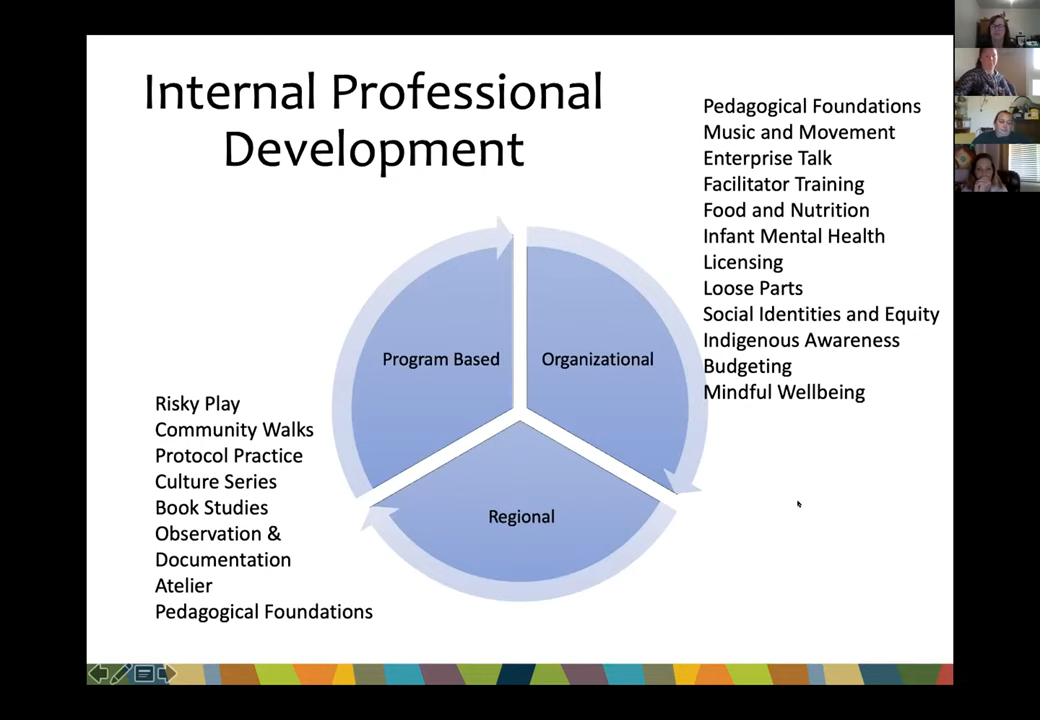 Internal Professional
Development
Pedagogical Foundations
Music and Movement
Enterprise Talk
Facilitator Training
Food and Nutrition
Infant Mental Health
Licensing
Loose Parts
Social Identities and Equity
Indigenous Awareness
Budgeting
Mindful Wellbeing
Program Based
Organizational
Regional
Risky Play
Community Walks
Protocol Practice
Culture Series
Book Studies
Observation &
Documentation
Atelier
Pedagogical Foundations